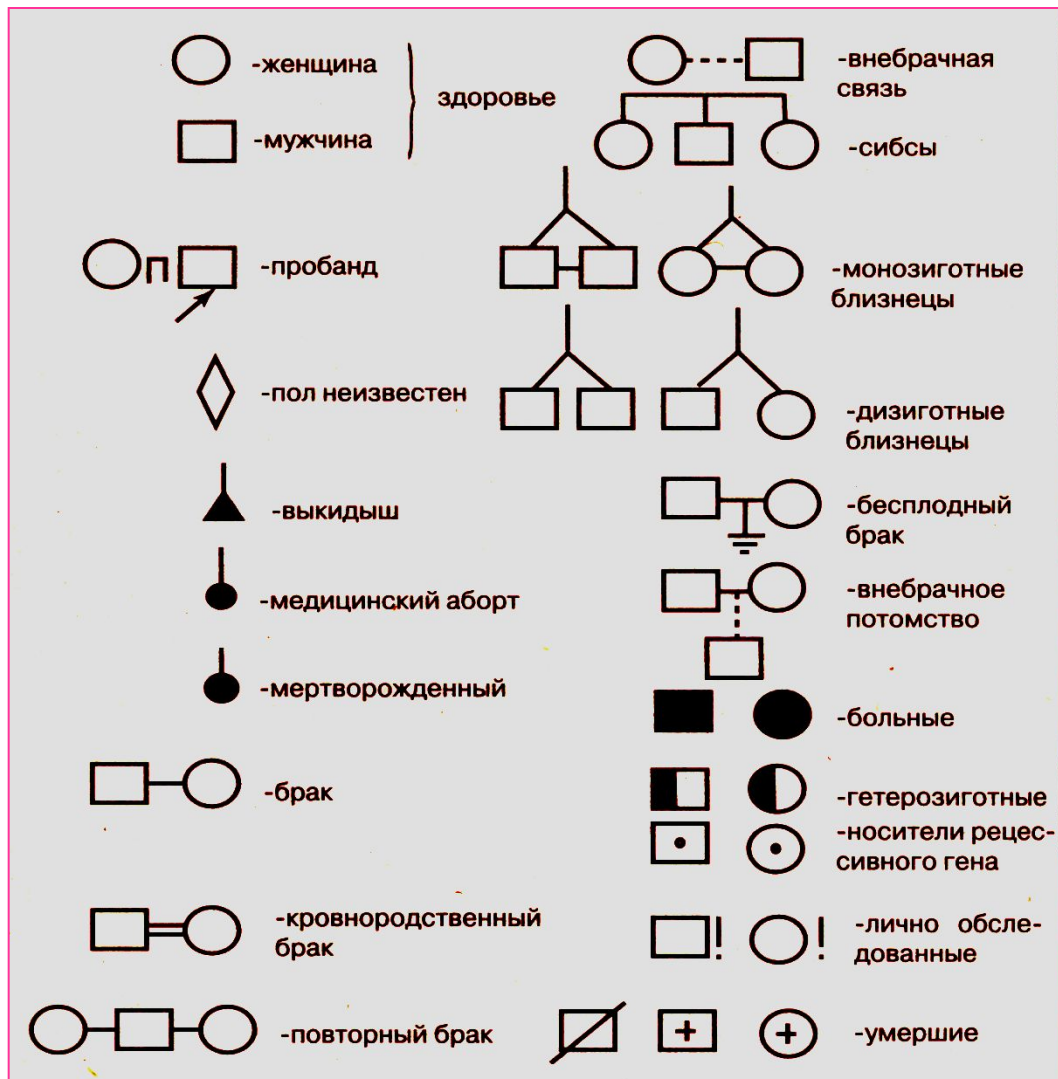 -женщина
здоровье
-мужчина
П
-пробанд
-пол неизвестен
-выкидыш
-медицинский аборт
-мертворожденный
-брак
-кровнородственный
брак
-повторный брак
-внебрачная
связь
-сибсы
-монозиготные
близнецы
-дизиготные
близнецы
-бесплодный
брак
-внебрачное
потомство
-больные
-гетерозиготные
-носители рецес-
сивного гена
! !
-лично обсле-
дованные
+ +
-умершие